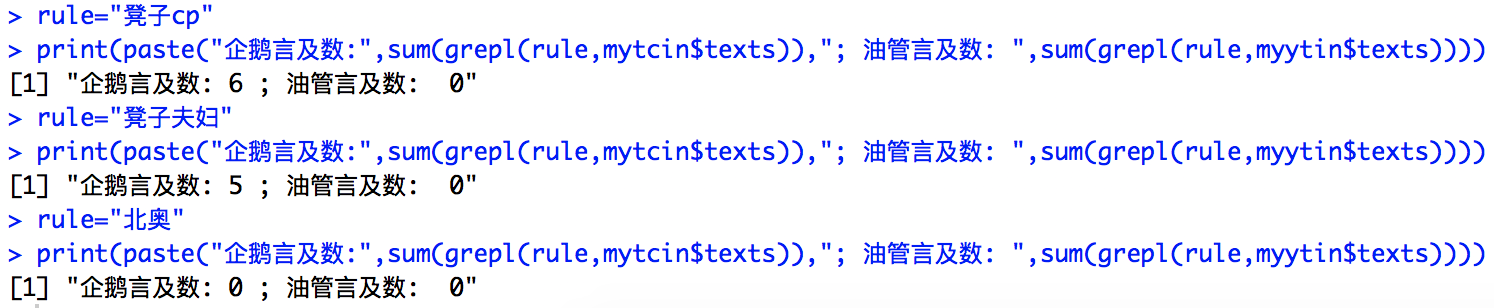 > rule="凳子cp"
> print(paste("企鹅言及数:",sum(grepl(rule,mytcin$texts)),"; 油管言及数: ",sum(grepl(rule,myytin$texts))))
[1] "企鹅言及数: 6 ; 油管言及数:  0"
> rule="凳子夫妇"
> print(paste("企鹅言及数:",sum(grepl(rule,mytcin$texts)),"; 油管言及数: ",sum(grepl(rule,myytin$texts))))
[1] "企鹅言及数: 5 ; 油管言及数:  0"
> rule="北奥"
> print(paste("企鹅言及数:",sum(grepl(rule,mytcin$texts)),"; 油管言及数: ",sum(grepl(rule,myytin$texts))))
[1] "企鹅言及数: 0 ; 油管言及数:  0"